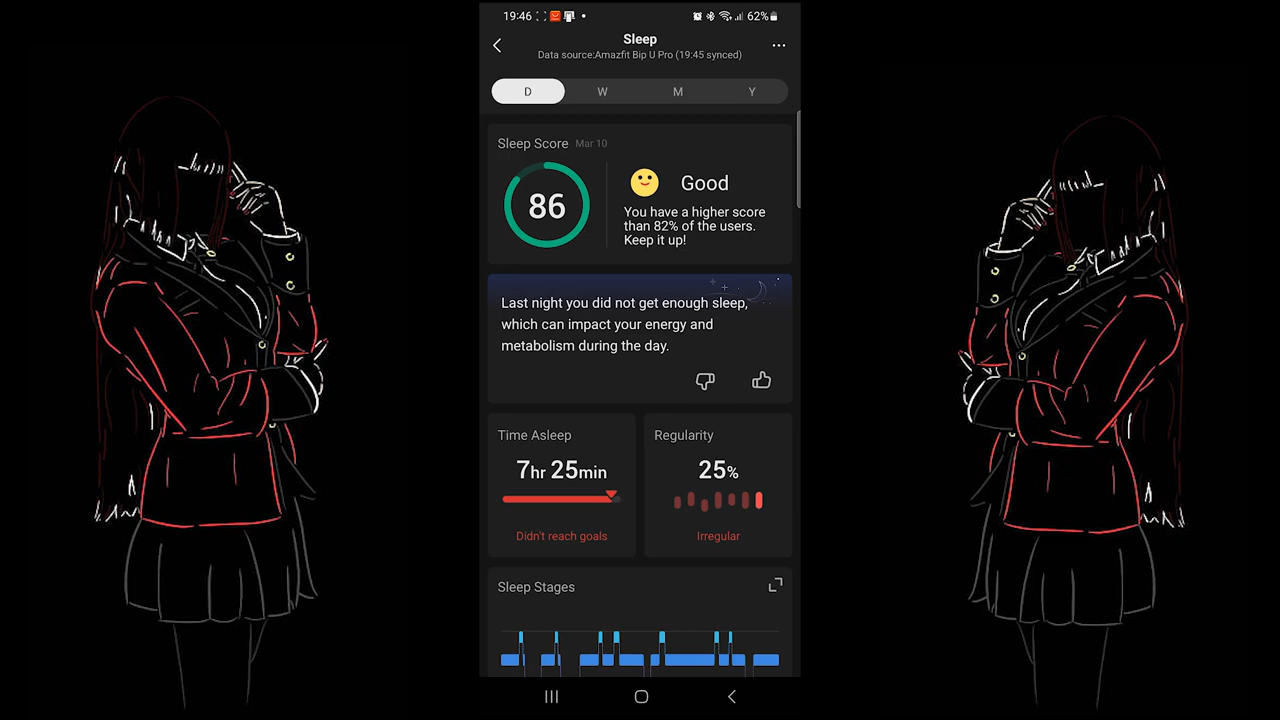 19:46
62%
Sleep
Data source:Amazfit Bip U Pro (19:45 synced)
D W M Y
Sleep Score Mar 10
86
Good
You have a higher score
than 82% of the users.
Keep it up!
Last night you did not get enough sleep,
which can impact your energy and
metabolism during the day.
Time Asleep
7hr 25min
Didn't reach goals
Regularity
25%
Irregular
Sleep Stages